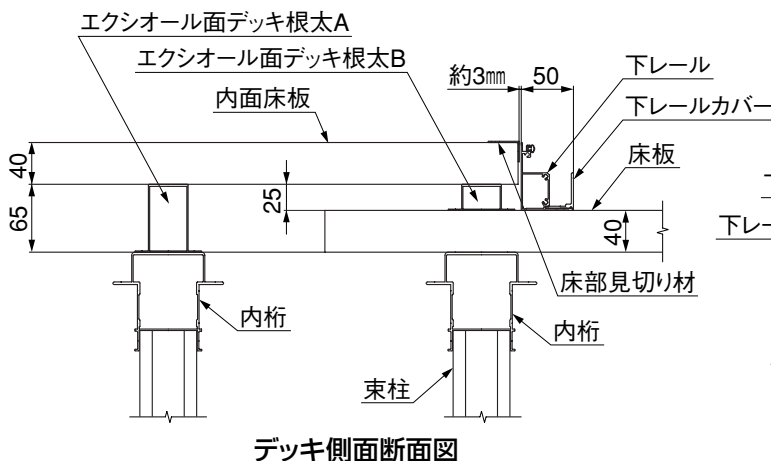 エクシオール面デッキ根太A
エクシオール面デッキ根太B
約3㎜
50
下レール
内面床板
下レールカバー
床板
40
65
25
40
下レー
床部見切り材
内桁
内桁
束柱
デッキ側面断面図